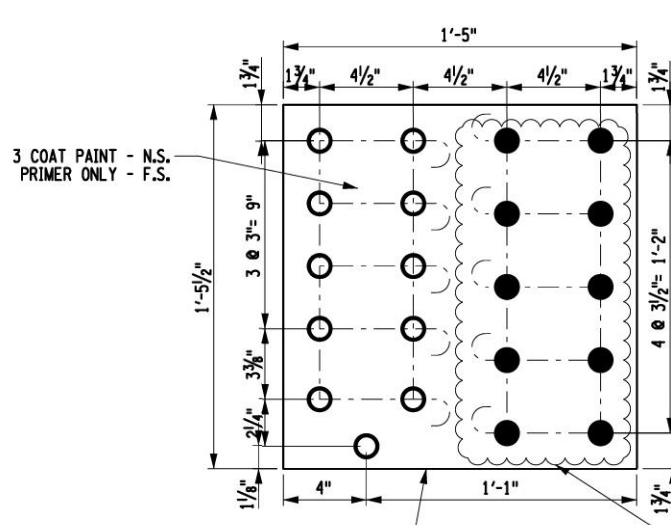 1'-5"
1¾" 4½" 4½" 4½" 1¾"
1¾"
1¾"
3 COAT PAINT - N.S.
PRIMER ONLY - F.S.
1'-5½"
3 @ 3"= 9"
3⅜"
2¼"
1⅛"
4 @ 3½"= 1'-2"
1¾"
4" 1'-1"